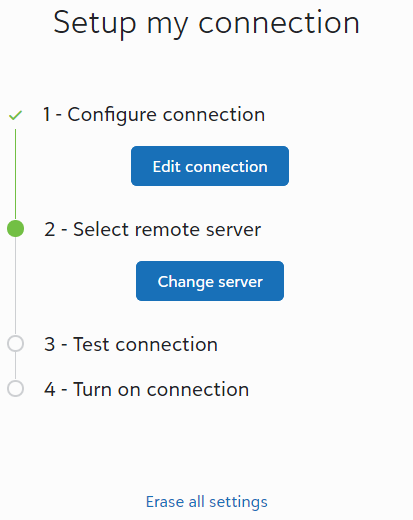 Setup my connection
1 - Configure connection
Edit connection
2 - Select remote server
Change server
3 - Test connection
4 - Turn on connection
Erase all settings